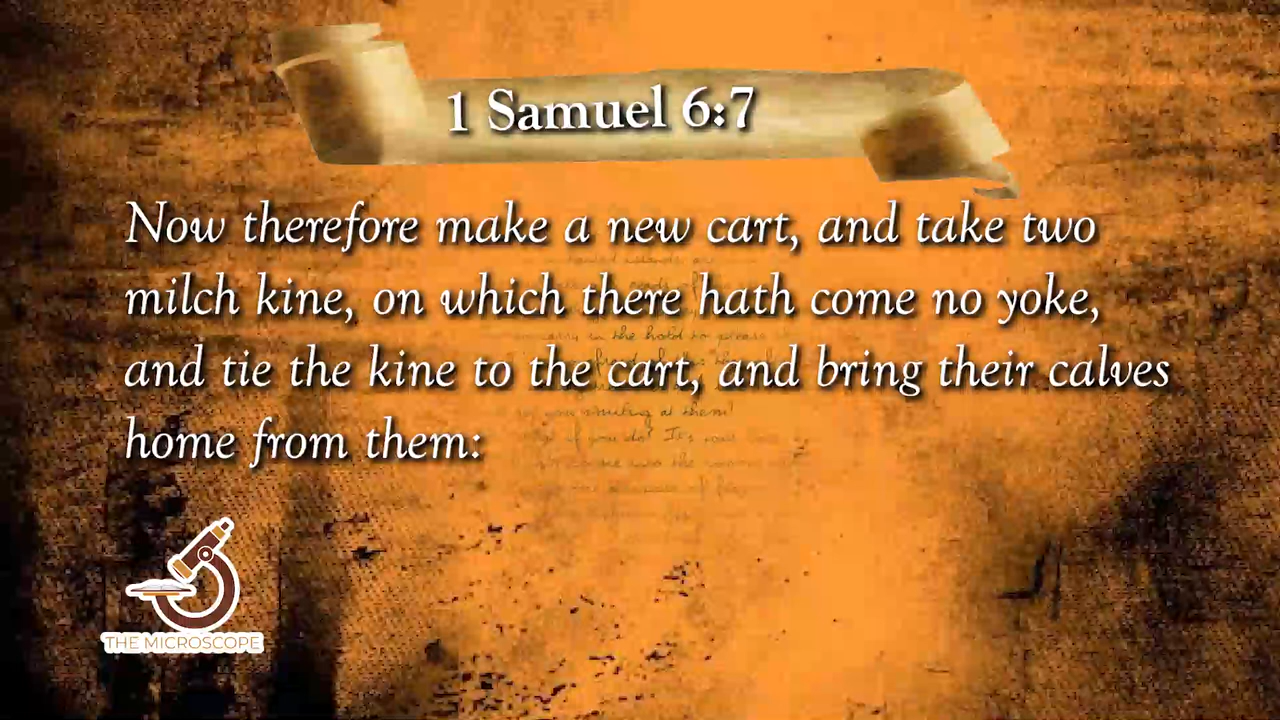 1 Samuel 6:7
Now therefore make a new cart, and take two
milch kine, on which there hath come no yoke,
and tie the kine to the cart, and bring their calves
home from them:
THE MICROSCOPE